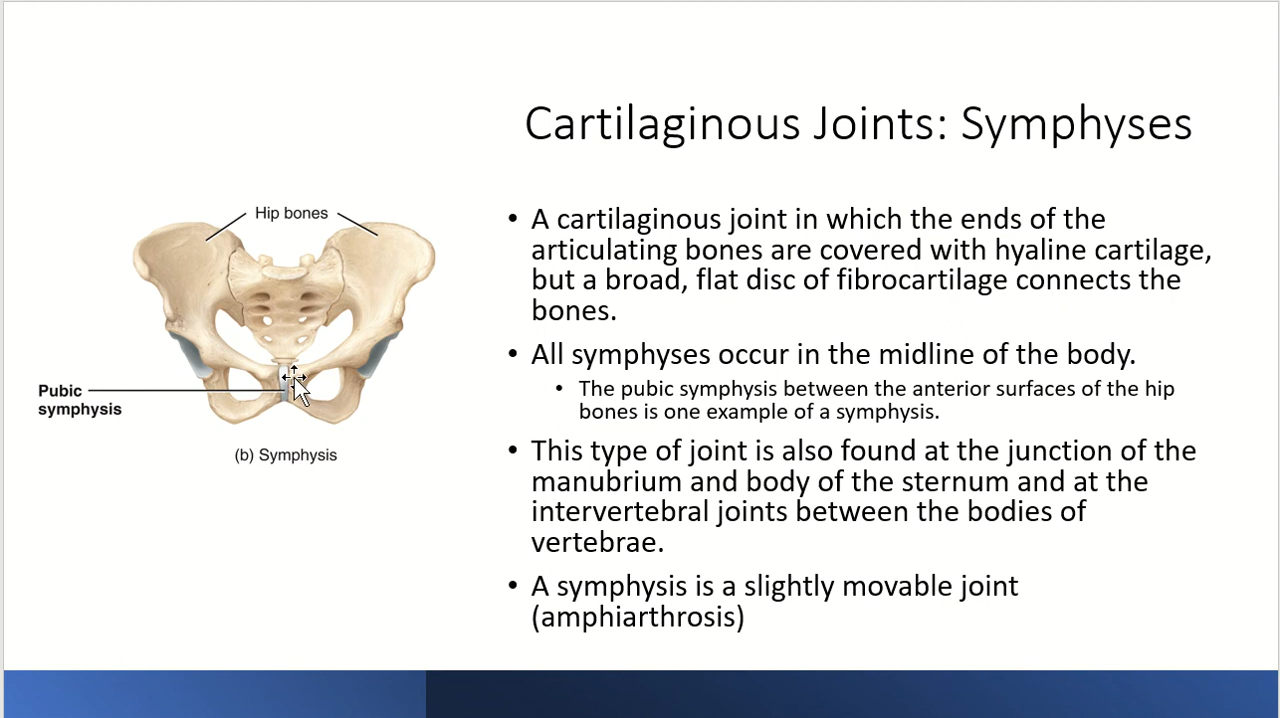 Cartilaginous Joints: Symphyses
Hip bones
Pubic
symphysis
(b) Symphysis
• A cartilaginous joint in which the ends of the
articulating bones are covered with hyaline cartilage,
but a broad, flat disc of fibrocartilage connects the
bones.
• All symphyses occur in the midline of the body.
• The pubic symphysis between the anterior surfaces of the hip
bones is one example of a symphysis.
• This type of joint is also found at the junction of the
manubrium and body of the sternum and at the
intervertebral joints between the bodies of
vertebrae.
• A symphysis is a slightly movable joint
(amphiarthrosis)